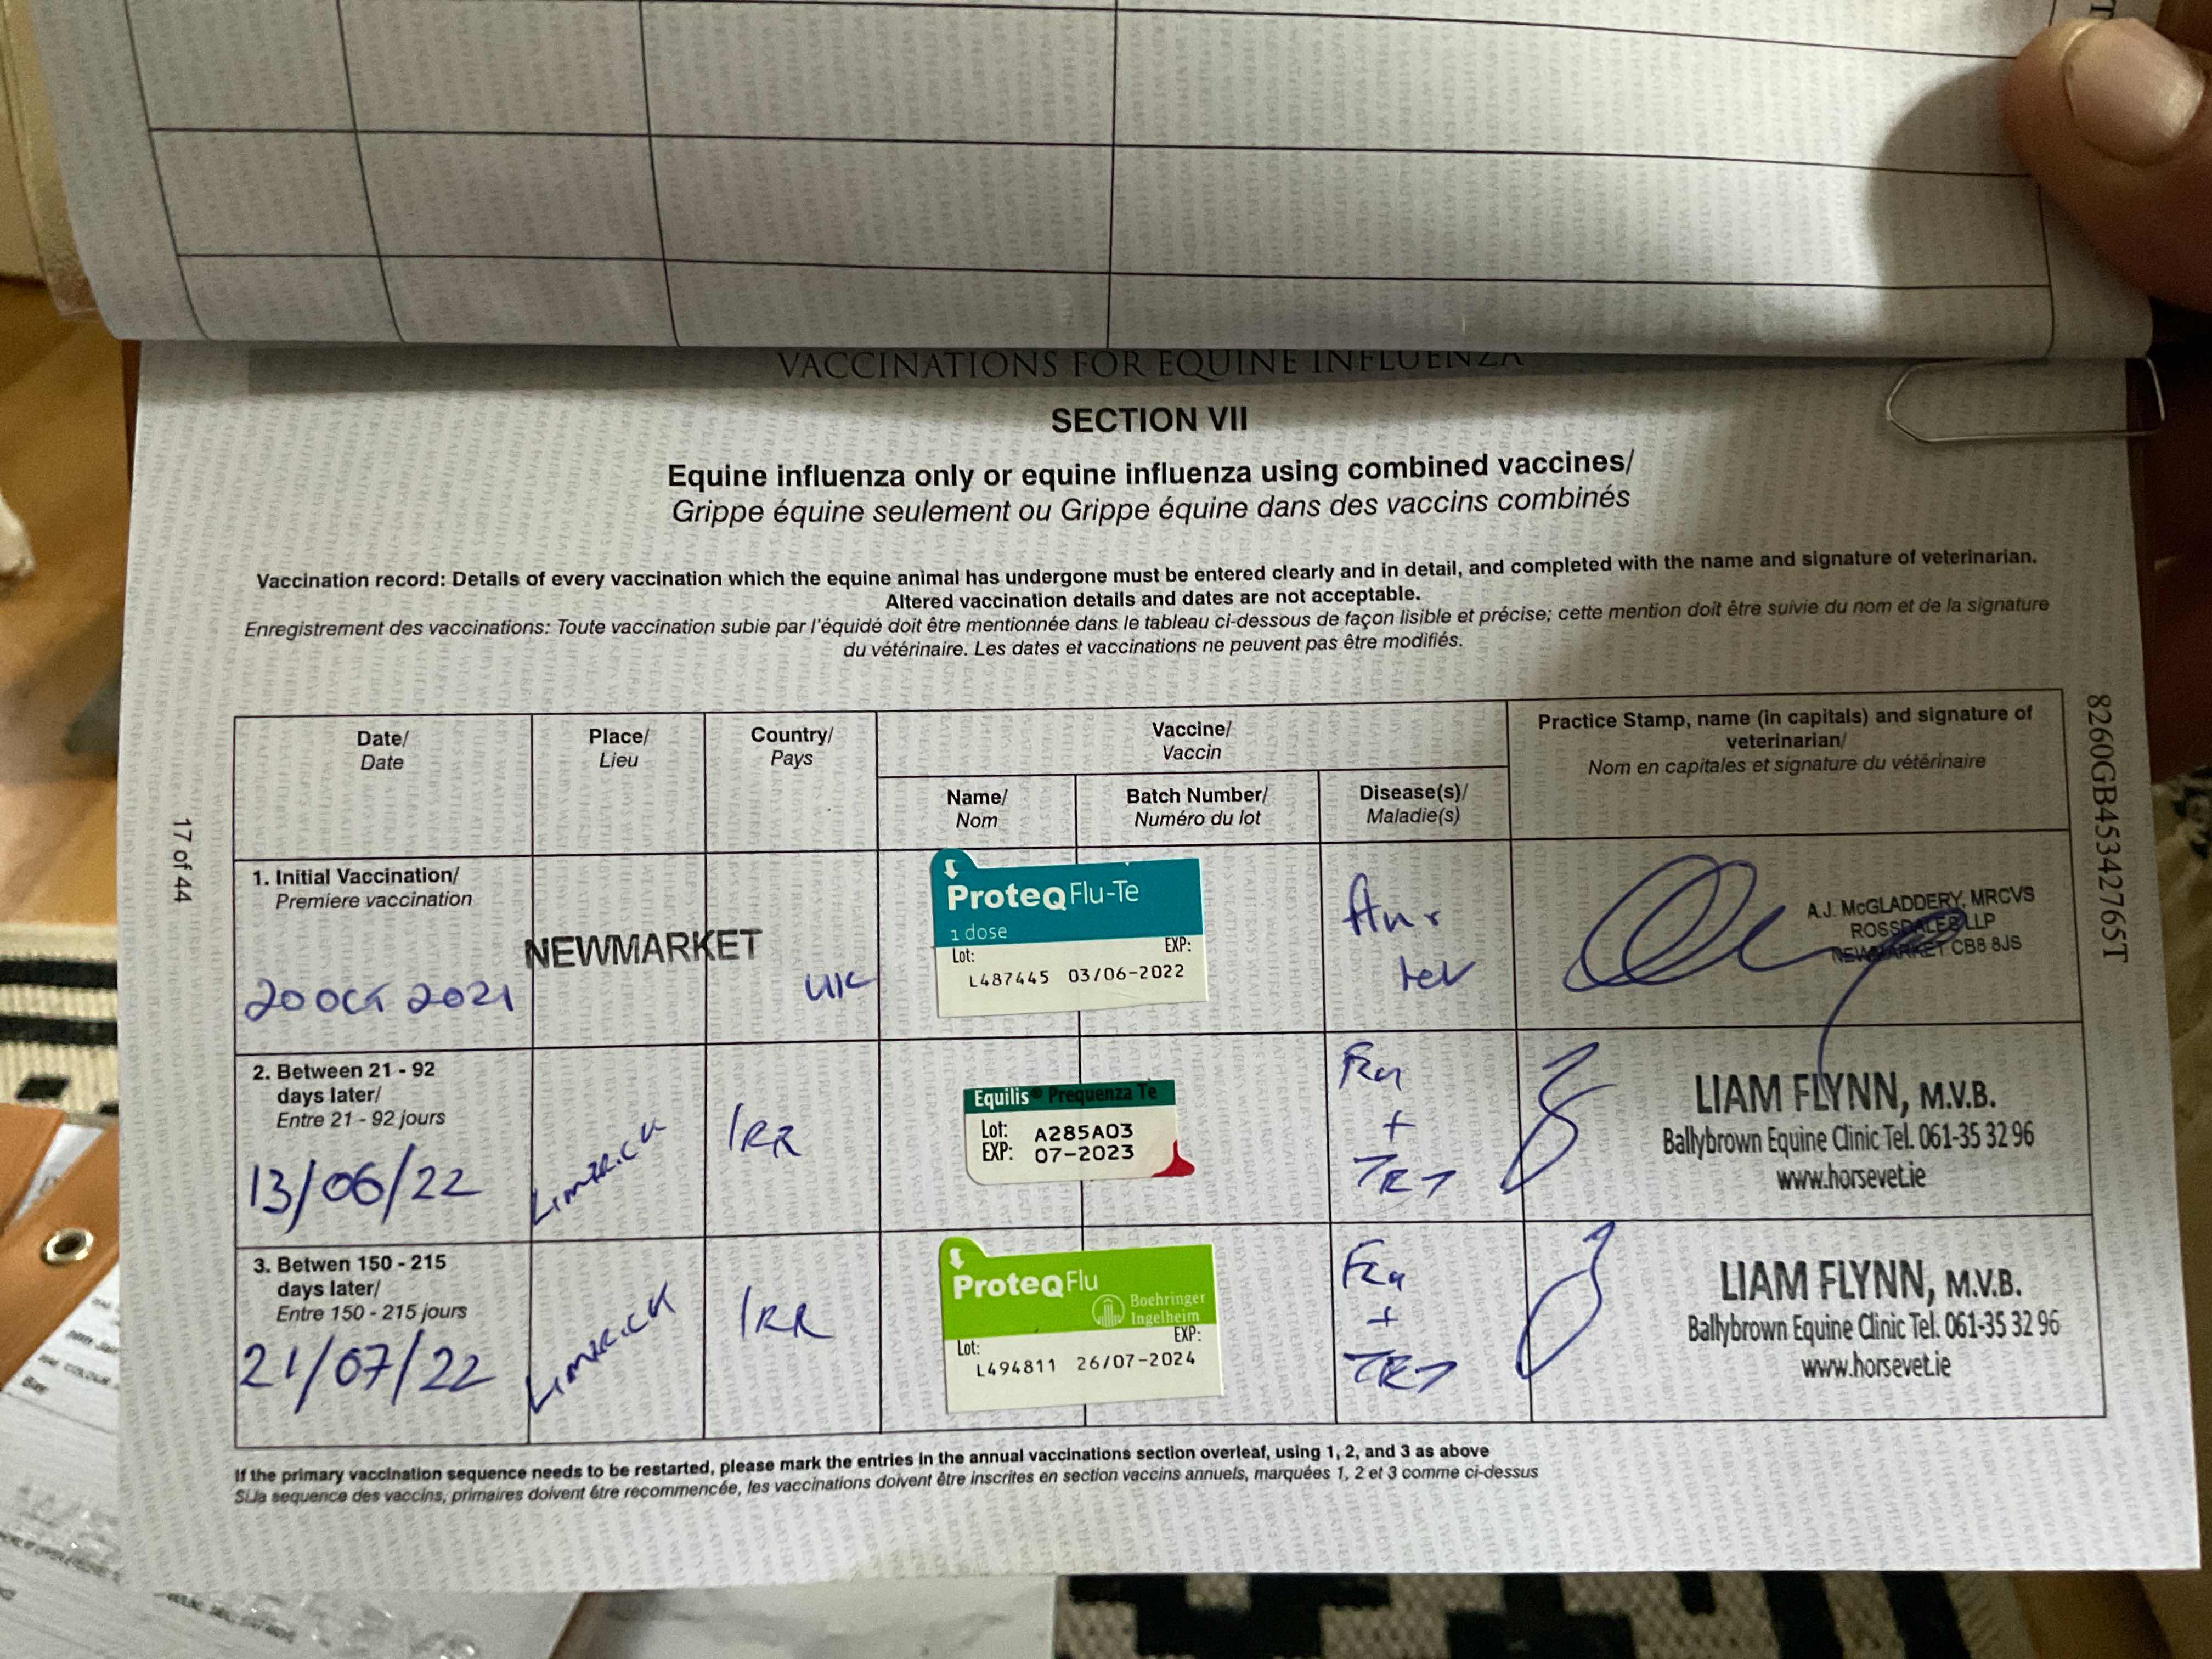 VACCINATIONS FOR EQUINE INFLUENZA
SECTION VII
Equine influenza only or equine influenza using combined vaccines/
Grippe équine seulement ou Grippe équine dans des vaccins combinés
Vaccination record: Details of every vaccination which the equine animal has undergone must be entered clearly and in detail, and completed with the name and signature of veterinarian.
Altered vaccination details and dates are not acceptable.
Enregistrement des vaccinations: Toute vaccination subie par l'équidé doit être mentionnée dans le tableau ci-dessous de façon lisible et précise; cette mention doit être suivie du nom et de la signature
du vétérinaire. Les dates et vaccinations ne peuvent pas être modifiés.
Date/
Date
Place/
Lieu
Country/
Pays
Vaccine/
Vaccin
Name/
Nom
Batch Number/
Numéro du lot
Disease(s)/
Maladie(s)
Practice Stamp, name (in capitals) and signature of
veterinarian/
Nom en capitales et signature du vétérinaire
1. Initial Vaccination/
Premiere vaccination
20 OCT 2021
NEWMARKET
UK
ProteqFlu-Te
1 dose
Lot:
EXP:
L487445 03/06-2022
tet
A.J. McGLADDERY, MRCVS
ROSSDALES LLP
NEWMARKET CB8 8JS
2. Between 21 - 92
days later/
Entre 21 - 92 jours
13/06/22
Limerick
IRE
Equilis® Prequenza Te
Lot: A285A03
EXP: 07-2023
Flu
+
TET
LIAM FLYNN, M.V.B.
Ballybrown Equine Clinic Tel. 061-35 32 96
www.horsevet.ie
3. Betwen 150 - 215
days later/
Entre 150 - 215 jours
21/07/22
Limerick
IRE
ProteqFlu
Boehringer
Ingelheim
Lot:
EXP:
L494811 26/07-2024
Flu
+
TET
LIAM FLYNN, M.V.B.
Ballybrown Equine Clinic Tel. 061-35 32 96
www.horsevet.ie
If the primary vaccination sequence needs to be restarted, please mark the entries in the annual vaccinations section overleaf, using 1, 2, and 3 as above
Si la sequence des vaccins, primaires doivent être recommencée, les vaccinations doivent être inscrites en section vaccins annuels, marquées 1, 2 et 3 comme ci-dessus
17 of 44
8260GB45342765T